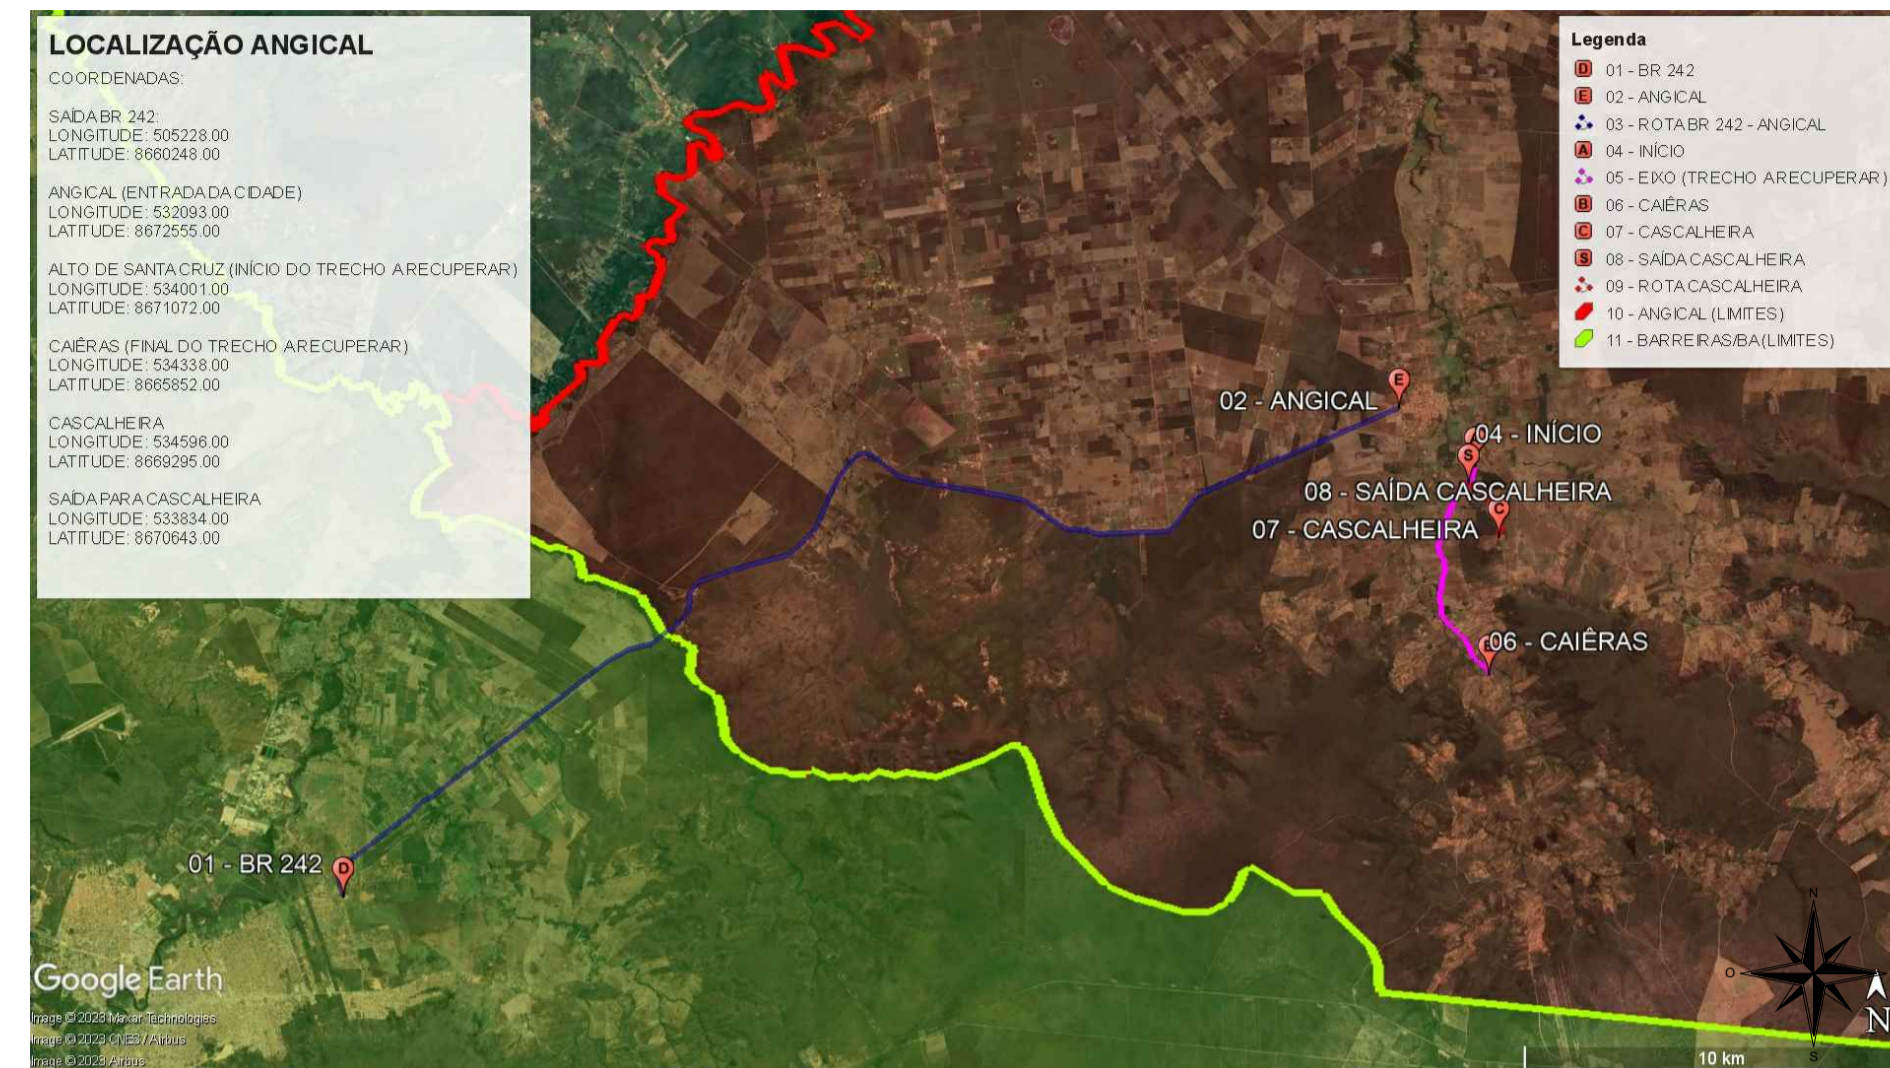 LOCALIZAÇÃO ANGICAL
COORDENADAS:
SAÍDA BR 242:
LONGITUDE: 505228.00
LATITUDE: 8660248.00
ANGICAL (ENTRADA DA CIDADE)
LONGITUDE: 532093.00
LATITUDE: 8672555.00
ALTO DE SANTA CRUZ (INÍCIO DO TRECHO A RECUPERAR)
LONGITUDE: 534001.00
LATITUDE: 8671072.00
CAIÊRAS (FINAL DO TRECHO A RECUPERAR)
LONGITUDE: 534338.00
LATITUDE: 8665852.00
CASCALHEIRA
LONGITUDE: 534596.00
LATITUDE: 8669295.00
SAÍDA PARA CASCALHEIRA
LONGITUDE: 533834.00
LATITUDE: 8670643.00
Legenda
D 01 - BR 242
E 02 - ANGICAL
03 - ROTA BR 242 - ANGICAL
A 04 - INÍCIO
05 - EIXO (TRECHO A RECUPERAR)
B 06 - CAIÊRAS
C 07 - CASCALHEIRA
S 08 - SAÍDA CASCALHEIRA
09 - ROTA CASCALHEIRA
10 - ANGICAL (LIMITES)
11 - BARREIRAS/BA (LIMITES)
E
02 - ANGICAL
04 - INÍCIO
S
08 - SAÍDA CASCALHEIRA
C
07 - CASCALHEIRA
06 - CAIÊRAS
01 - BR 242
D
N
O
S
N
Google Earth
Image © 2023 Maxar Technologies
Image © 2023 CNES / Airbus
Image © 2023 Airbus
10 km